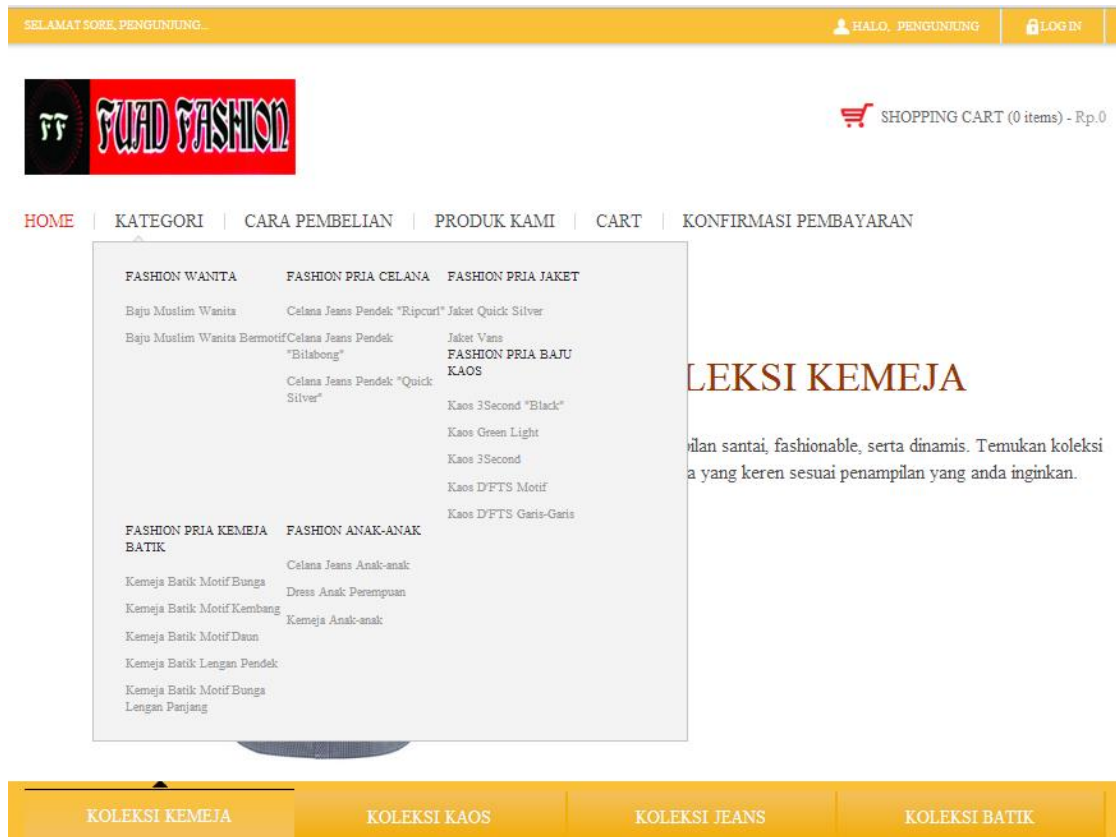 SELAMAT SORE, PENGUNJUNG...
HALO, PENGUNJUNG
LOG IN
FF
FUAD FASHION
SHOPPING CART (0 items) - Rp.0
HOME
KATEGORI
CARA PEMBELIAN
PRODUK KAMI
CART
KONFIRMASI PEMBAYARAN
FASHION WANITA
Baju Muslim Wanita
Baju Muslim Wanita Bermotif
FASHION PRIA CELANA
Celana Jeans Pendek "Ripcurl"
Celana Jeans Pendek
"Bilabong"
Celana Jeans Pendek "Quick
Silver"
FASHION PRIA JAKET
Jaket Quick Silver
Jaket Vans
FASHION PRIA BAJU
KAOS
Kaos 3Second "Black"
Kaos Green Light
Kaos 3Second
Kaos D'FTS Motif
Kaos D'FTS Garis-Garis
FASHION PRIA KEMEJA
BATIK
Kemeja Batik Motif Bunga
Kemeja Batik Motif Kembang
Kemeja Batik Motif Daun
Kemeja Batik Lengan Pendek
Kemeja Batik Motif Bunga
Lengan Panjang
FASHION ANAK-ANAK
Celana Jeans Anak-anak
Dress Anak Perempuan
Kemeja Anak-anak
LEKSI KEMEJA
ilan santai, fashionable, serta dinamis. Temukan koleksi
a yang keren sesuai penampilan yang anda inginkan.
KOLEKSI KEMEJA
KOLEKSI KAOS
KOLEKSI JEANS
KOLEKSI BATIK